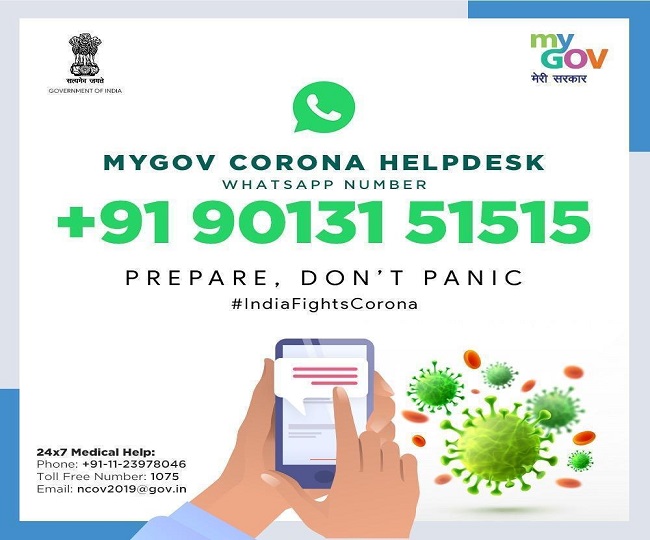 सत्यमेव जयते
GOVERNMENT OF INDIA
my
GOV
मेरी सरकार
MYGOV CORONA HELPDESK
WHATSAPP NUMBER
+91 90131 51515
PREPARE, DON'T PANIC
#IndiaFightsCorona
24x7 Medical Help:
Phone: +91-11-23978046
Toll Free Number: 1075
Email: ncov2019@gov.in